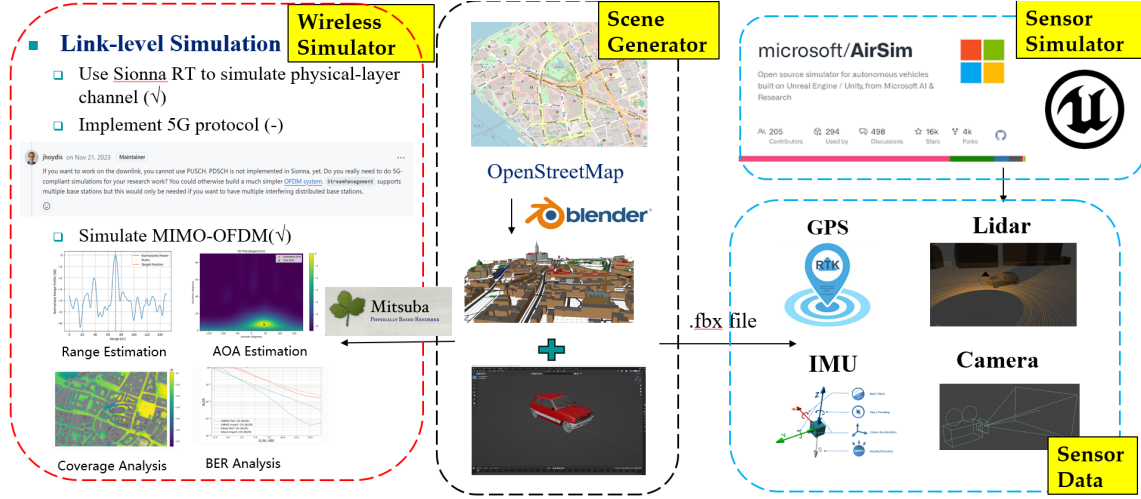 Wireless
Simulator
Link-level Simulation
Use Sionna RT to simulate physical-layer
channel (√)
Implement 5G protocol (-)
jhoydis on Nov 21, 2023 Maintainer
If you want to work on the downlink, you cannot use PUSCH. PDSCH is not implemented in Sionna, yet. Do you really need to do 5G-
compliant simulations for your research work? You could otherwise build a much simpler OFDM system. StreamManagement supports
multiple base stations but this would only be needed if you want to have multiple interfering distributed base stations.
Simulate MIMO-OFDM(√)
Range Estimation
AOA Estimation
Coverage Analysis
BER Analysis
Mitsuba
PHYSICALLY BASED RENDERER
Scene
Generator
OpenStreetMap
blender
.fbx file
Sensor
Simulator
microsoft/AirSim
Open source simulator for autonomous vehicles
built on Unreal Engine / Unity, from Microsoft AI &
Research
205
Contributors
294
Used by
498
Discussions
16k
Stars
4k
Forks
GPS
RTK
Lidar
IMU
Camera
Sensor
Data